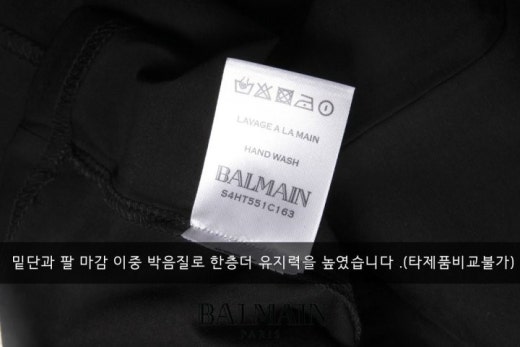 LAVAGE A LA MAIN
HAND WASH
BALMAIN
S4HT551C163
밑단과 팔 마감 이중 박음질로 한층더 유지력을 높였습니다 .(타제품비교불가)
BALMAIN
PARIS